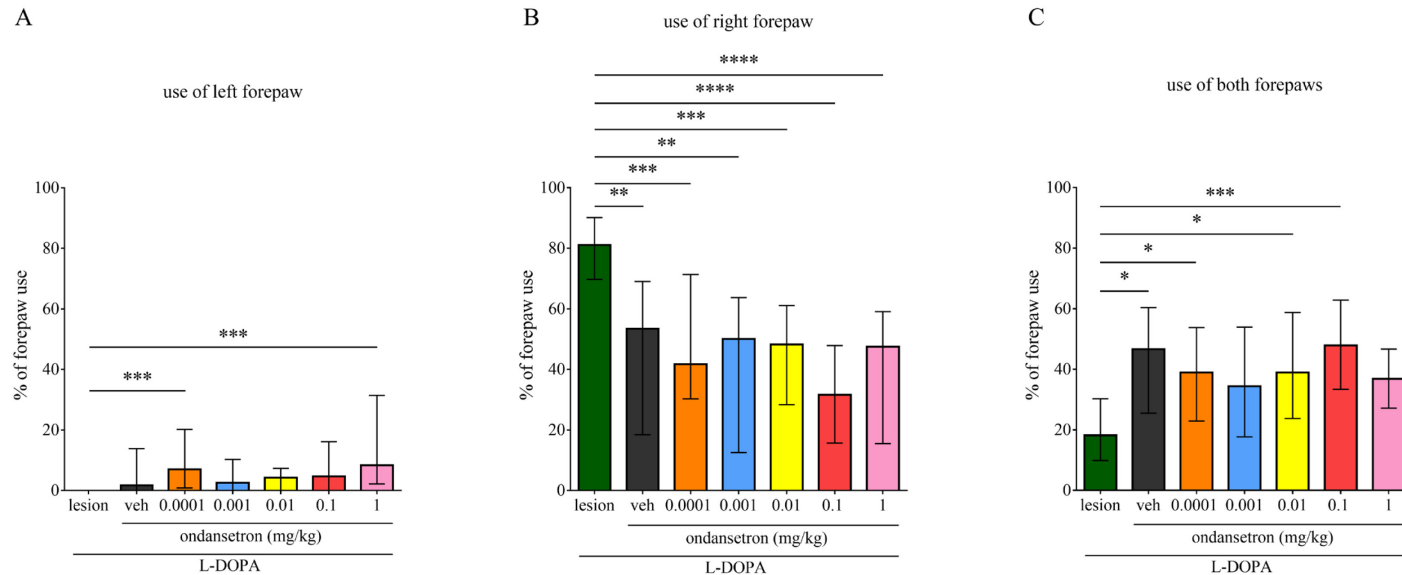 A
use of left forepaw
% of forepaw use
100
80
60
40
20
0
***
***
lesion veh 0.0001 0.001 0.01 0.1 1
ondansetron (mg/kg)
L-DOPA
B
use of right forepaw
% of forepaw use
100
80
60
40
20
0
****
****
***
**
***
**
lesion veh 0.0001 0.001 0.01 0.1 1
ondansetron (mg/kg)
L-DOPA
C
use of both forepaws
% of forepaw use
100
80
60
40
20
0
***
*
*
*
lesion veh 0.0001 0.001 0.01 0.1 1
ondansetron (mg/kg)
L-DOPA